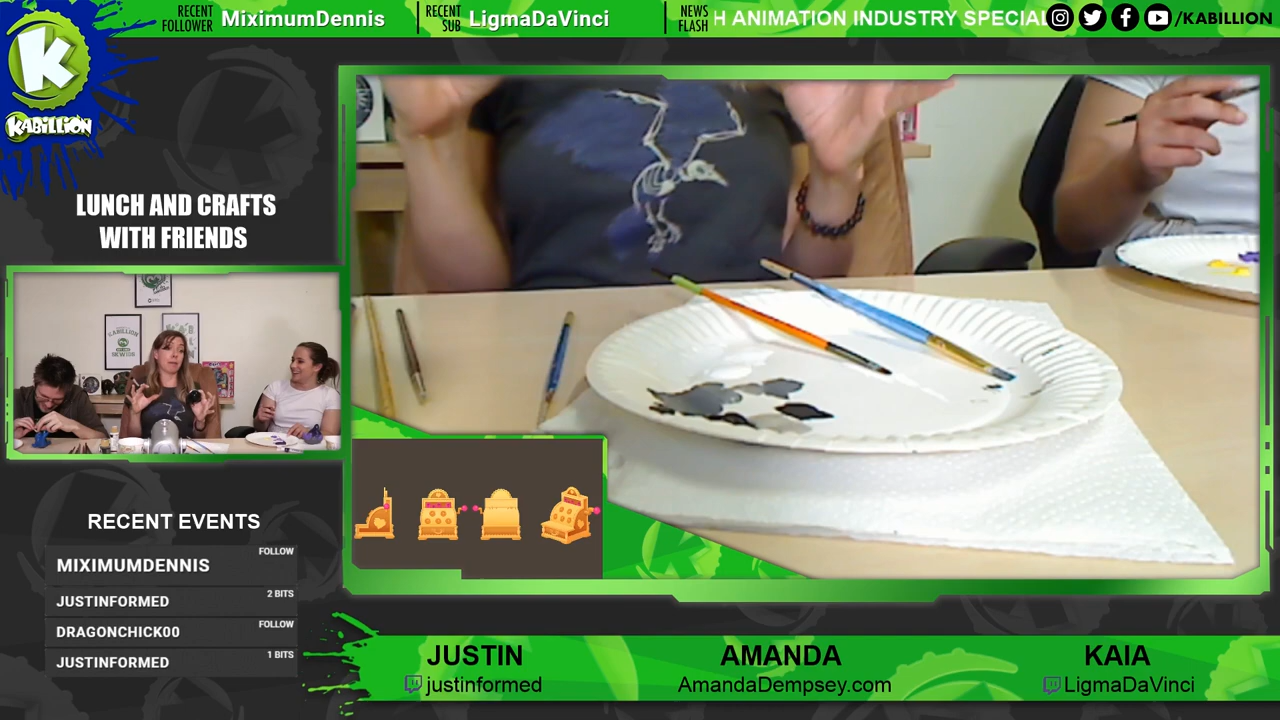 RECENT FOLLOWER MiximumDennis
RECENT SUB LigmaDaVinci
NEWS FLASH H ANIMATION INDUSTRY SPECIAL
/KABILLION
K
KABILLION
LUNCH AND CRAFTS
WITH FRIENDS
RECENT EVENTS
MIXIMUMDENNIS FOLLOW
JUSTINFORMED 2 BITS
DRAGONCHICK00 FOLLOW
JUSTINFORMED 1 BITS
JUSTIN
justinformed
AMANDA
AmandaDempsey.com
KAIA
LigmaDaVinci